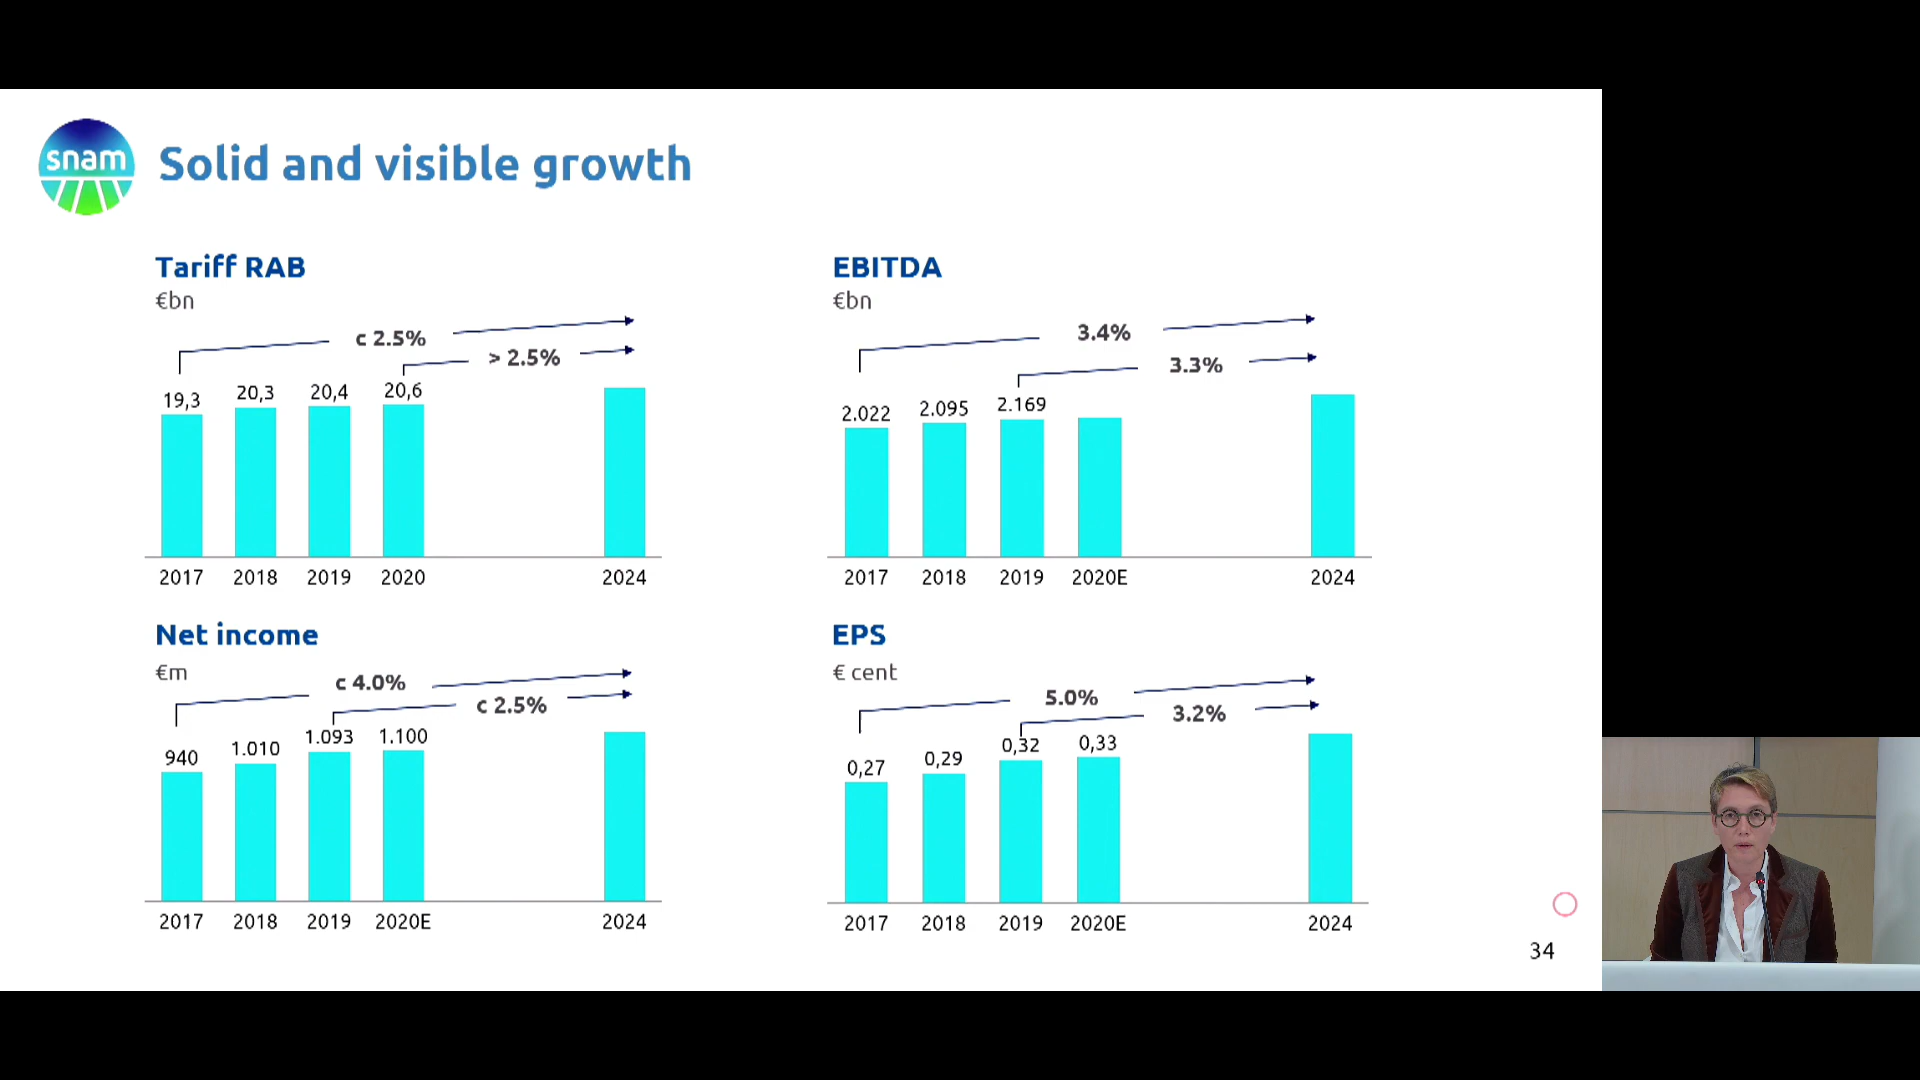 snam
Solid and visible growth
Tariff RAB
€bn
c 2.5%
> 2.5%
19,3
20,3
20,4
20,6
2017
2018
2019
2020
2024
EBITDA
€bn
3.4%
3.3%
2.022
2.095
2.169
2017
2018
2019
2020E
2024
Net income
€m
c 4.0%
c 2.5%
940
1.010
1.093
1.100
2017
2018
2019
2020E
2024
EPS
€ cent
5.0%
3.2%
0,27
0,29
0,32
0,33
2017
2018
2019
2020E
2024
34